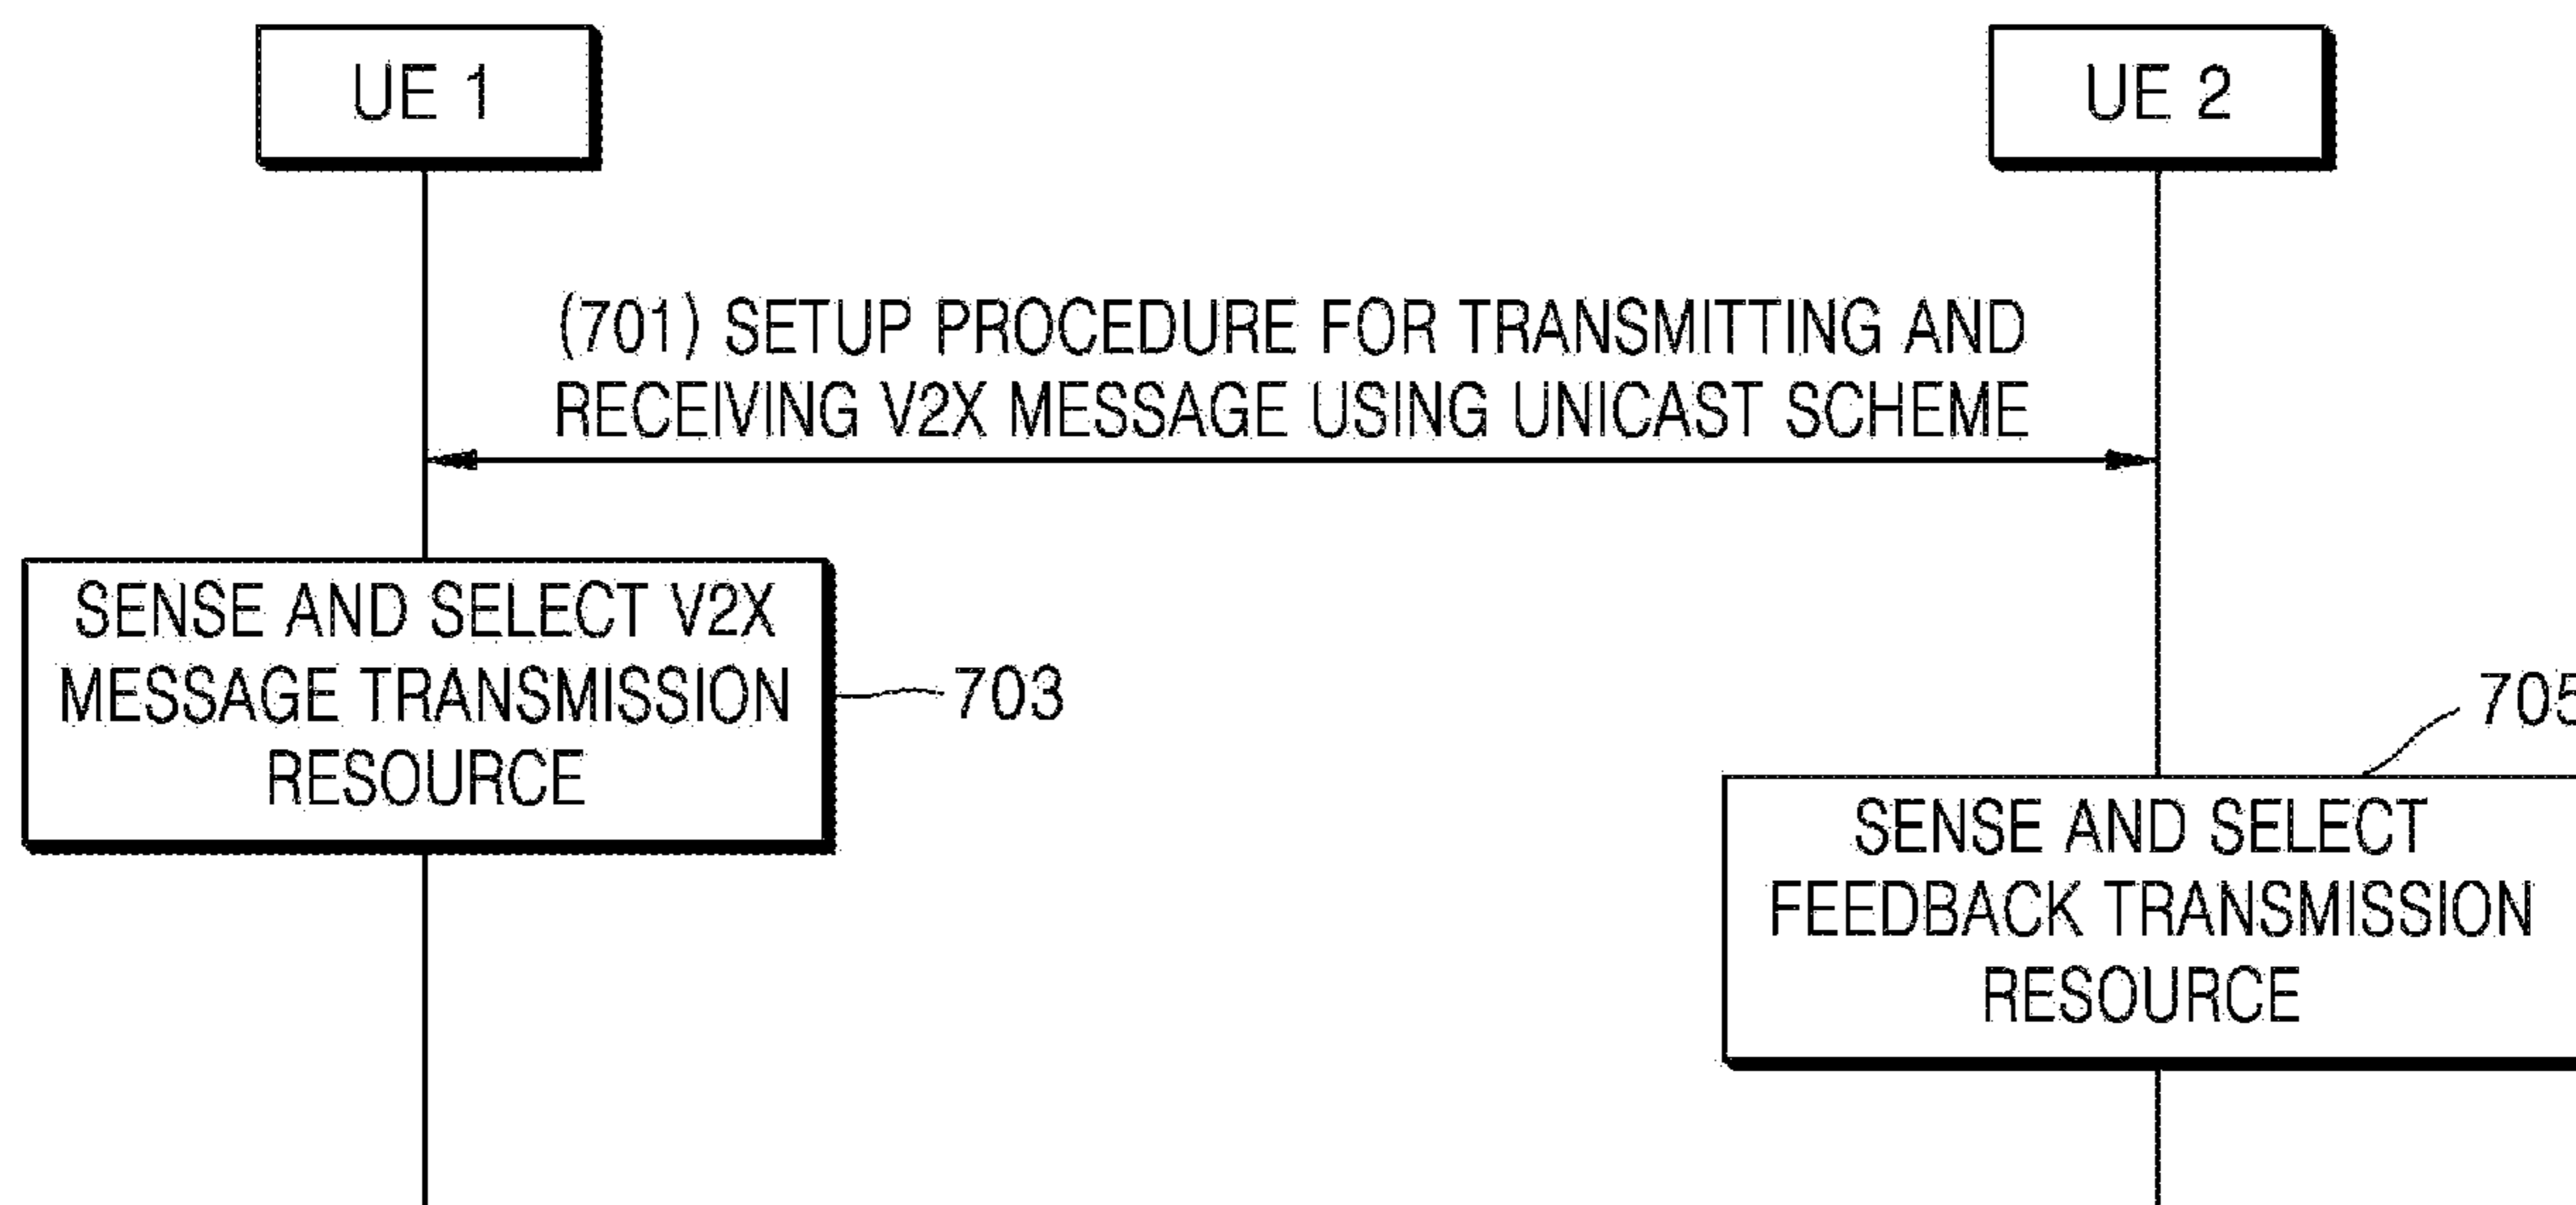 UE 1
UE 2
(701) SETUP PROCEDURE FOR TRANSMITTING AND
RECEIVING V2X MESSAGE USING UNICAST SCHEME
SENSE AND SELECT V2X
MESSAGE TRANSMISSION
RESOURCE
703
705
SENSE AND SELECT
FEEDBACK TRANSMISSION
RESOURCE